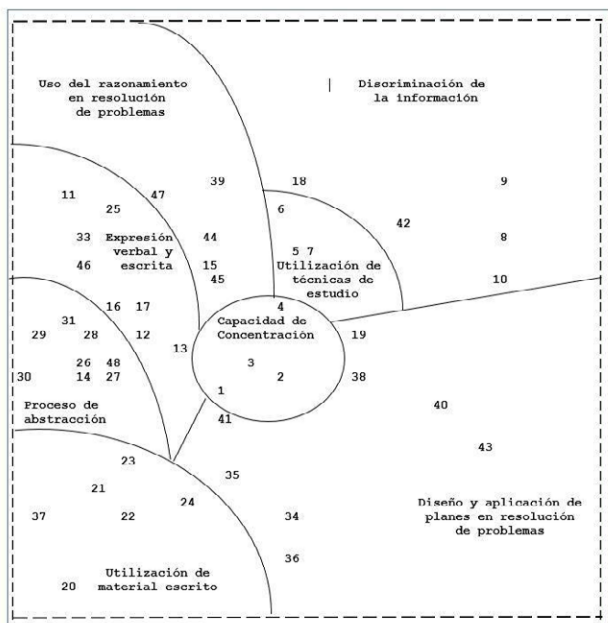 Uso del razonamiento
en resolución
de problemas
Discriminación de
la información
39
18
9
11
47
25
6
42
33
Expresión
verbal y
escrita
44
8
46
15
45
5 7
Utilización de
técnicas de
estudio
10
16 17
4
31
Capacidad de
Concentración
29
28
12
19
13
26 48
3
30
14 27
2
38
1
Proceso de
abstracción
40
41
43
23
35
21
24
37
22
34
Diseño y aplicación de
planes en resolución
de problemas
36
Utilización de
material escrito
20